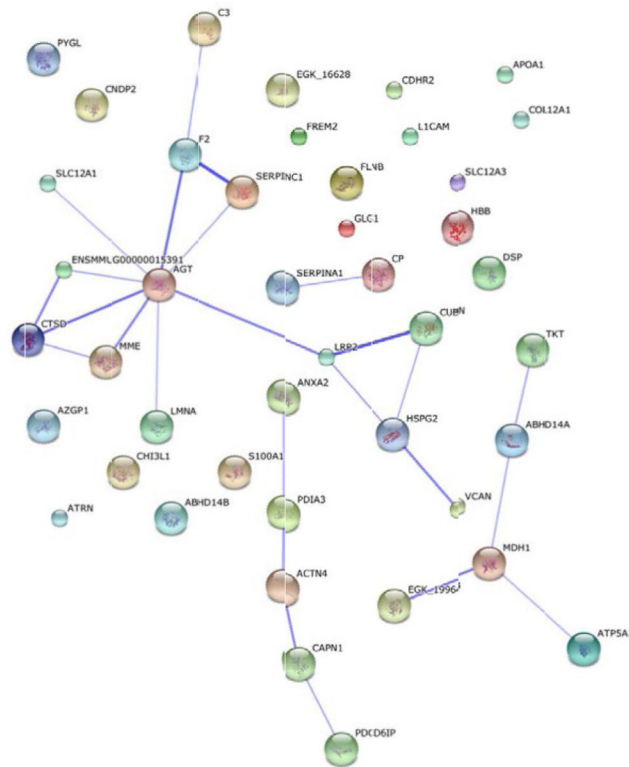 C3
PYGL
EGK_16628
APOA1
CDHR2
CNDP2
COL12A1
FREM2
L1CAM
F2
FLNB
SLC12A1
SERPINC1
SLC12A3
GLG1
HBB
ENSMMLG00000015391
AGT
SERPINA1
CP
DSP
CTSD
MME
LRP2
TKT
ANXA2
AZGP1
LMNA
HSPG2
ABHD14A
CHI3L1
S100A1
ATRN
ABHD14B
PDIA3
VCAN
MDH1
ACTN4
ATP5A
CAPN1
PDCD6IP